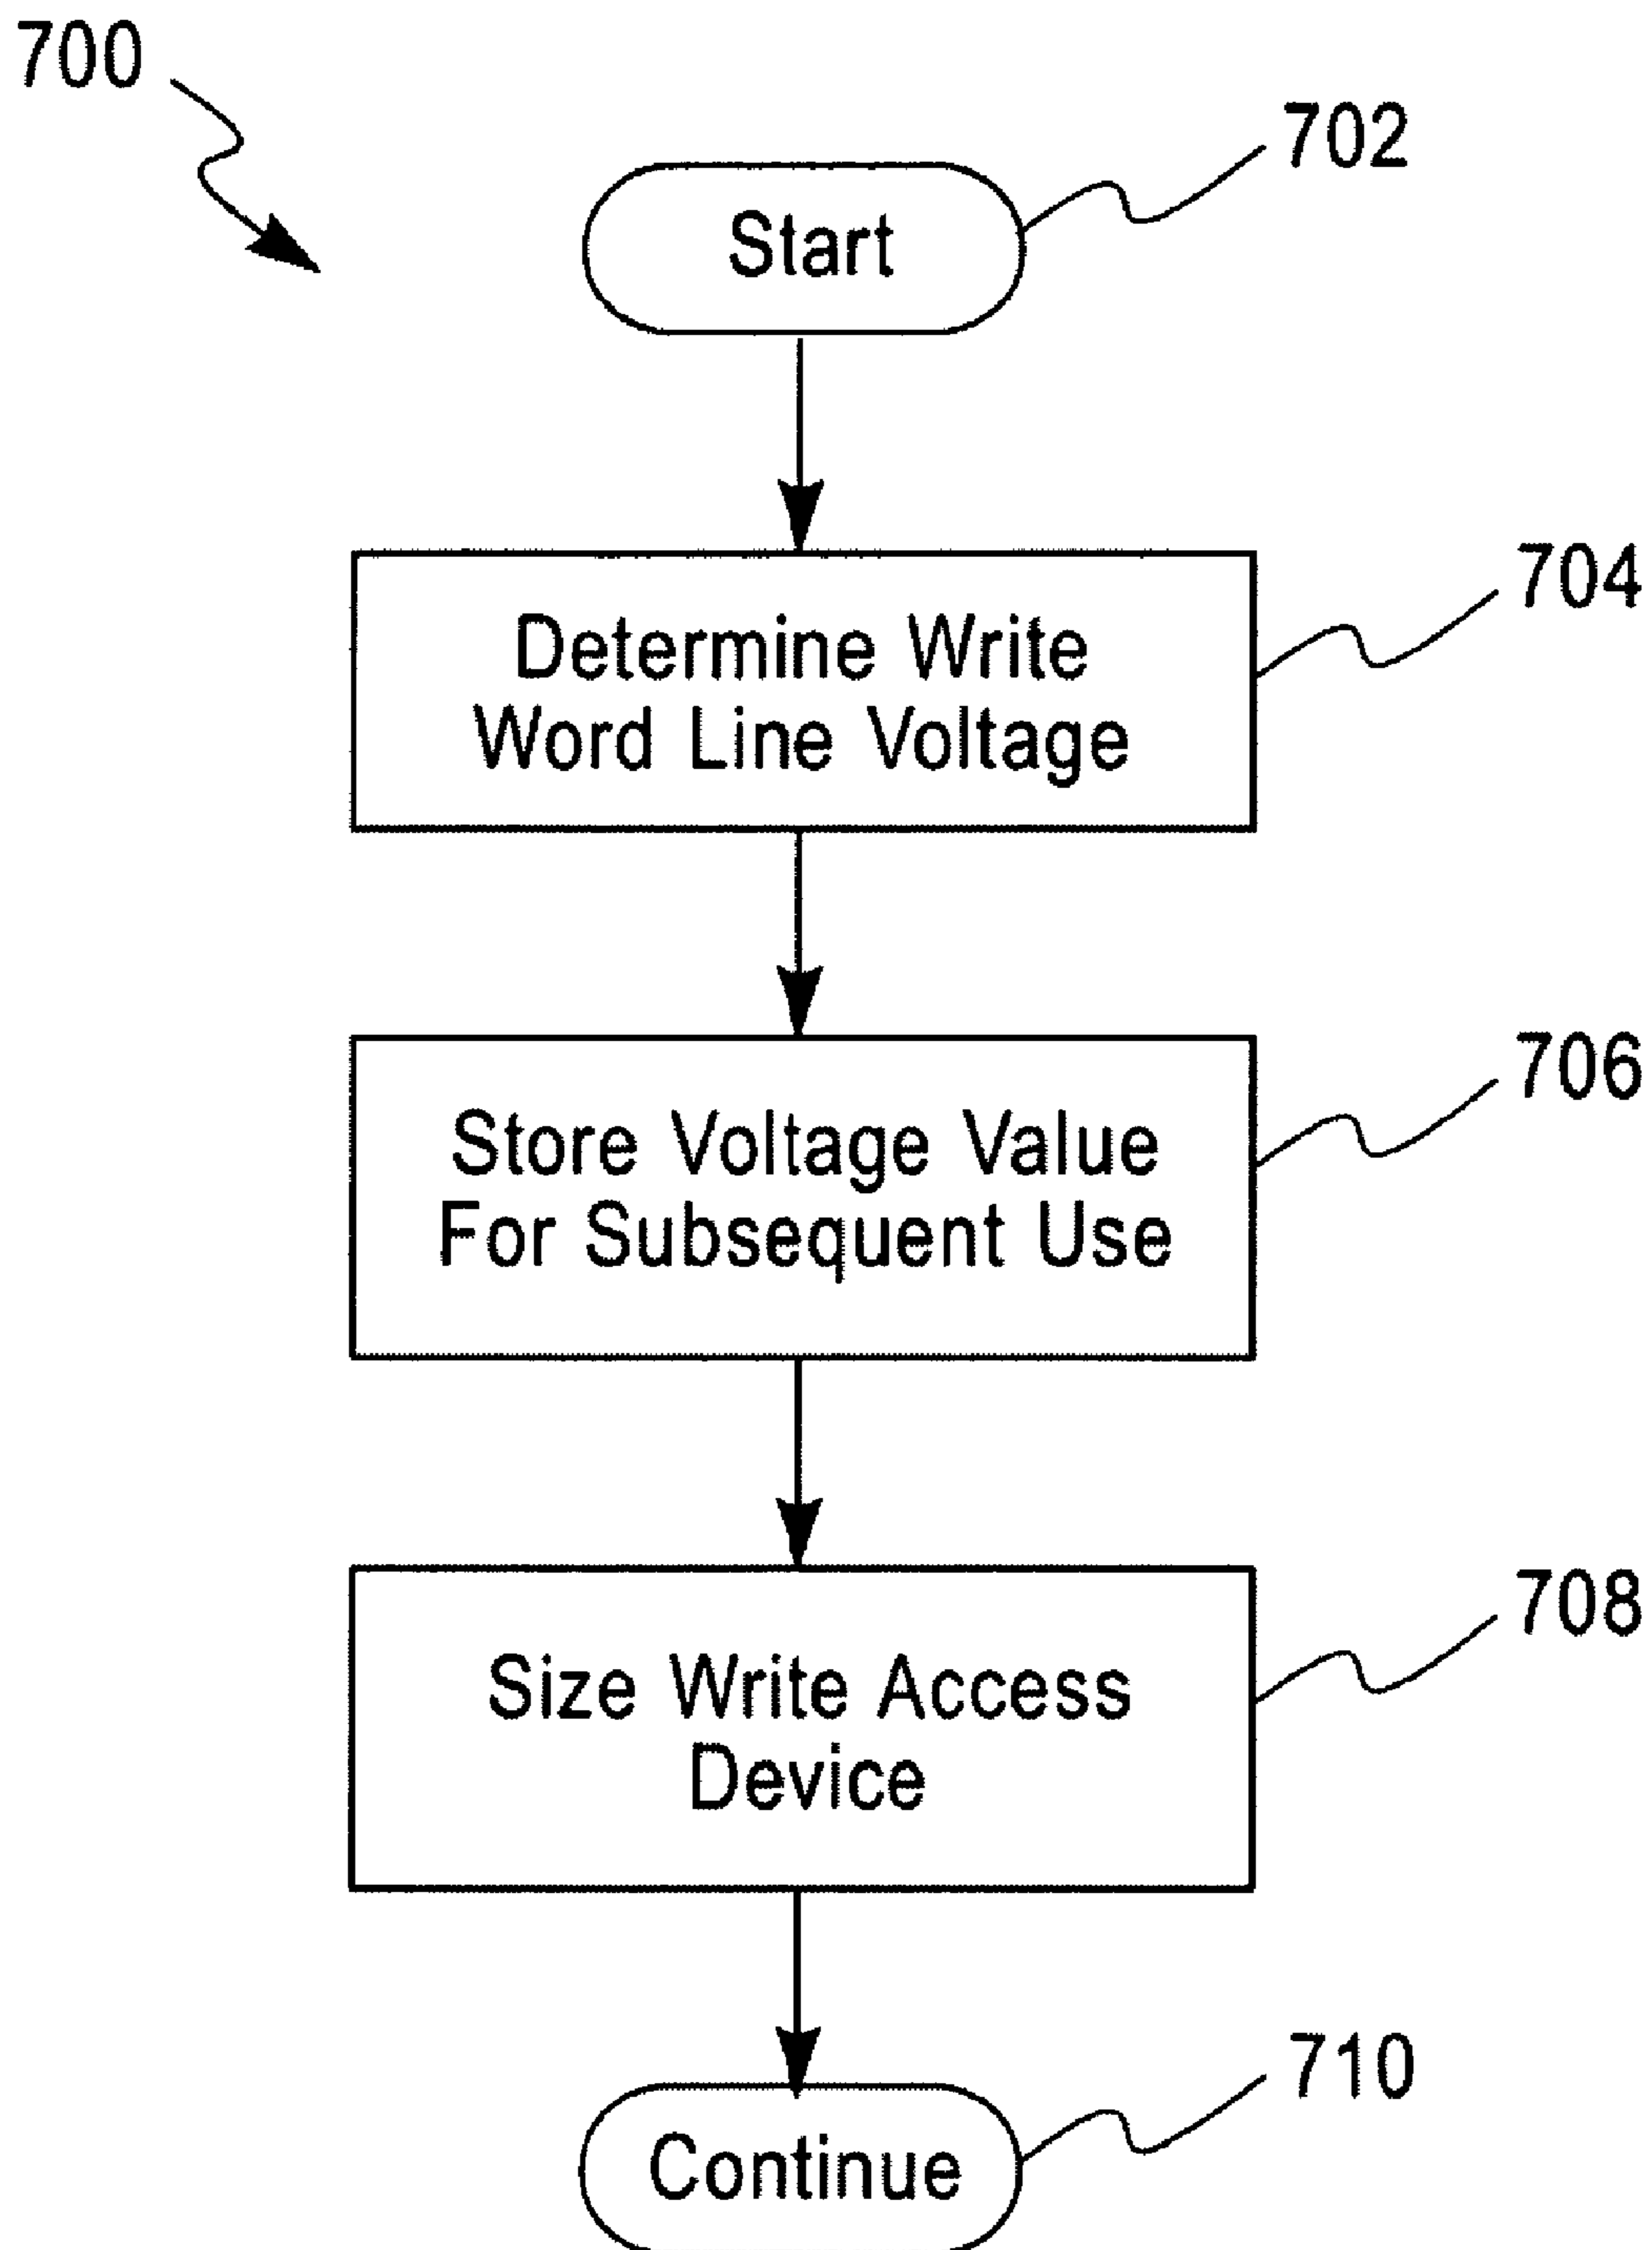 700
702
Start
704
Determine Write
Word Line Voltage
706
Store Voltage Value
For Subsequent Use
708
Size Write Access
Device
710
Continue